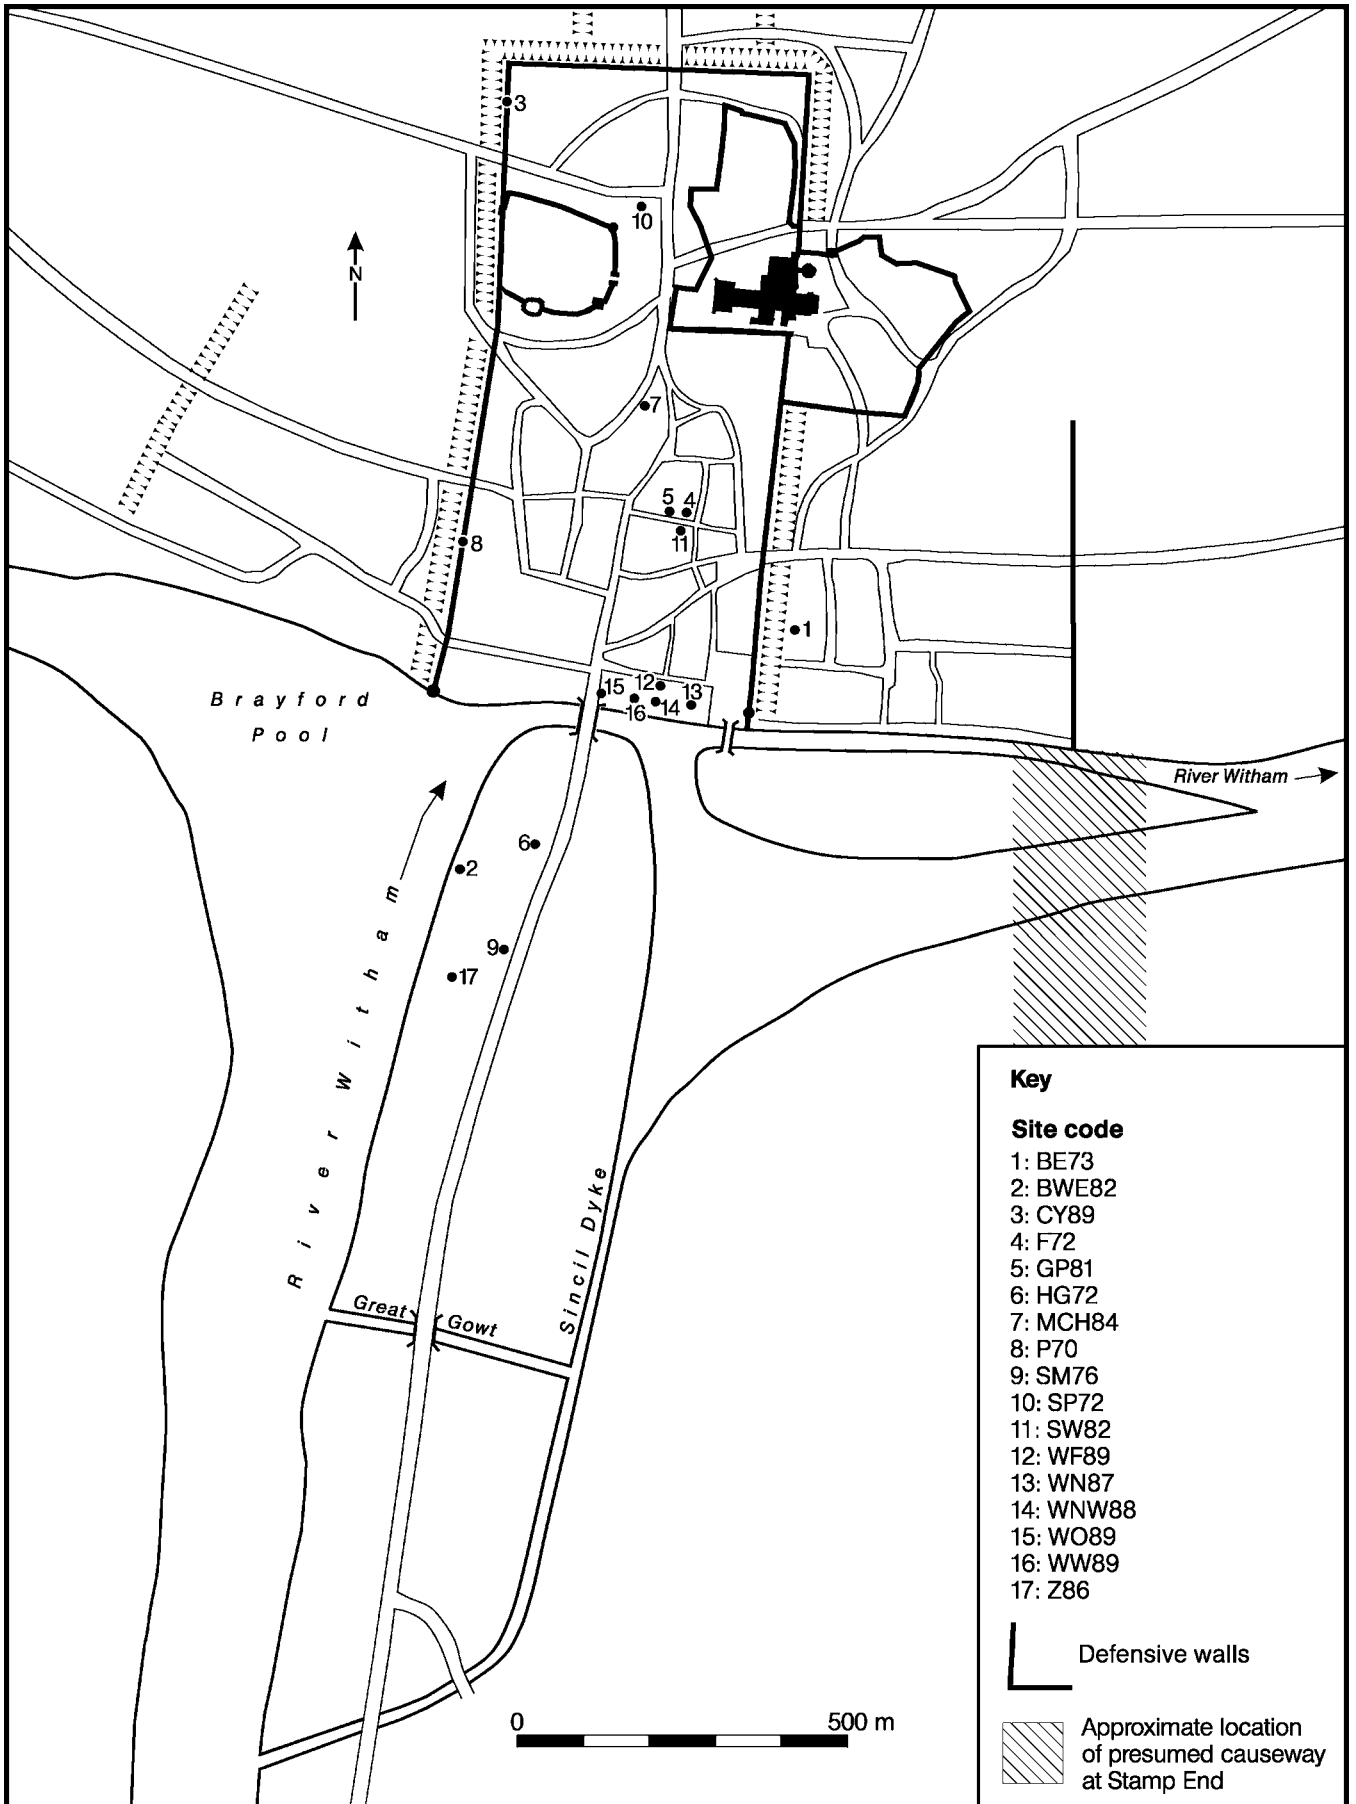 3
10
N
7
5 4
11
8
1
15 12 13
16 14
Brayford
Pool
River Witham
6
2
9
17
River Witham
Sincil Dyke
Great Gowt
Key
Site code
1: BE73
2: BWE82
3: CY89
4: F72
5: GP81
6: HG72
7: MCH84
8: P70
9: SM76
10: SP72
11: SW82
12: WF89
13: WN87
14: WNW88
15: WO89
16: WW89
17: Z86
Defensive walls
Approximate location
of presumed causeway
at Stamp End
0 500 m